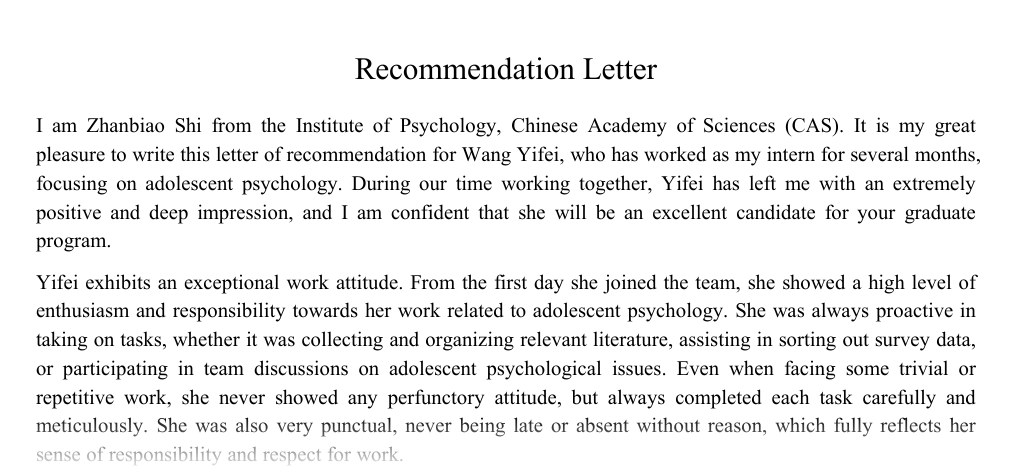 Recommendation Letter
I am Zhanbiao Shi from the Institute of Psychology, Chinese Academy of Sciences (CAS). It is my great
pleasure to write this letter of recommendation for Wang Yifei, who has worked as my intern for several months,
focusing on adolescent psychology. During our time working together, Yifei has left me with an extremely
positive and deep impression, and I am confident that she will be an excellent candidate for your graduate
program.
Yifei exhibits an exceptional work attitude. From the first day she joined the team, she showed a high level of
enthusiasm and responsibility towards her work related to adolescent psychology. She was always proactive in
taking on tasks, whether it was collecting and organizing relevant literature, assisting in sorting out survey data,
or participating in team discussions on adolescent psychological issues. Even when facing some trivial or
repetitive work, she never showed any perfunctory attitude, but always completed each task carefully and
meticulously. She was also very punctual, never being late or absent without reason, which fully reflects her
sense of responsibility and respect for work.